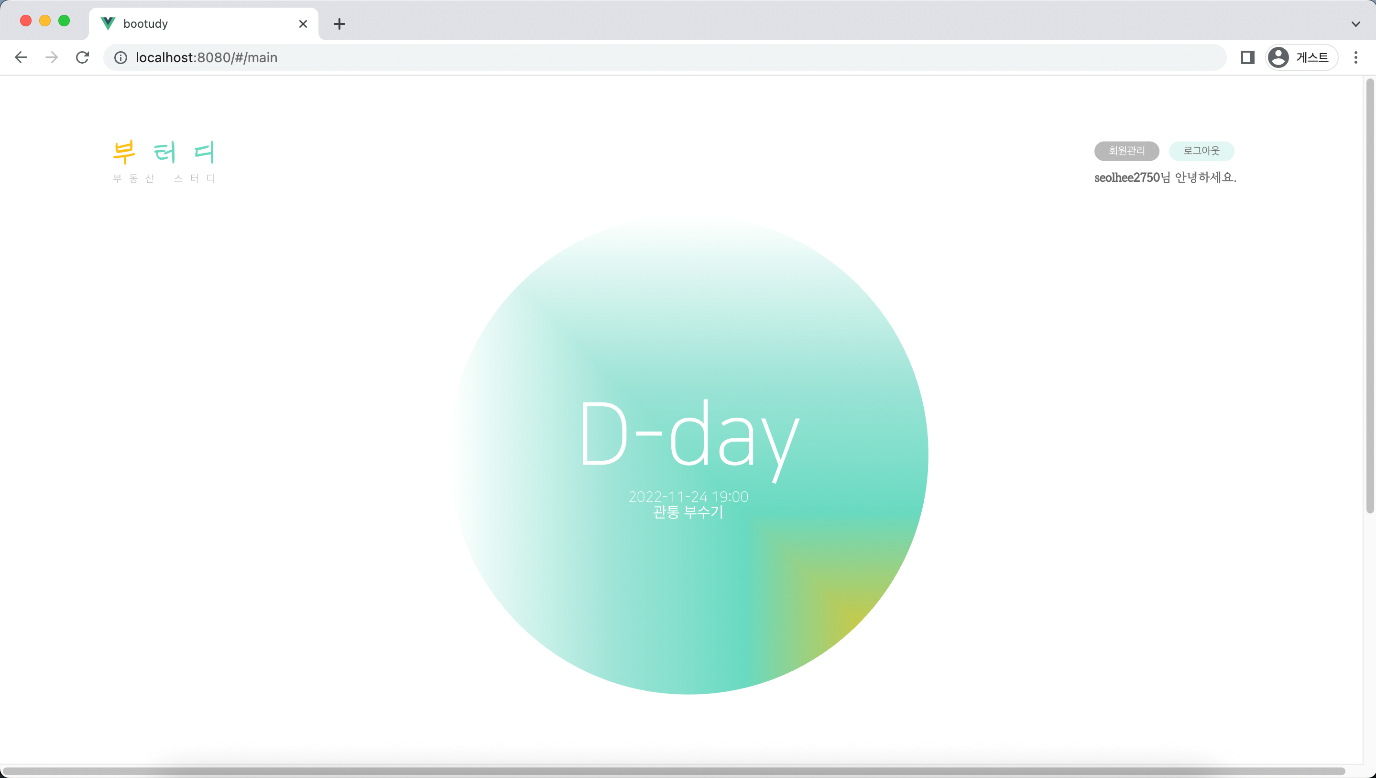 bootudy
localhost:8080/#/main
게스트
부터디
부동산 스터디
회원관리
로그아웃
seolhee2750님 안녕하세요.
D-day
2022-11-24 19:00
관통 부수기